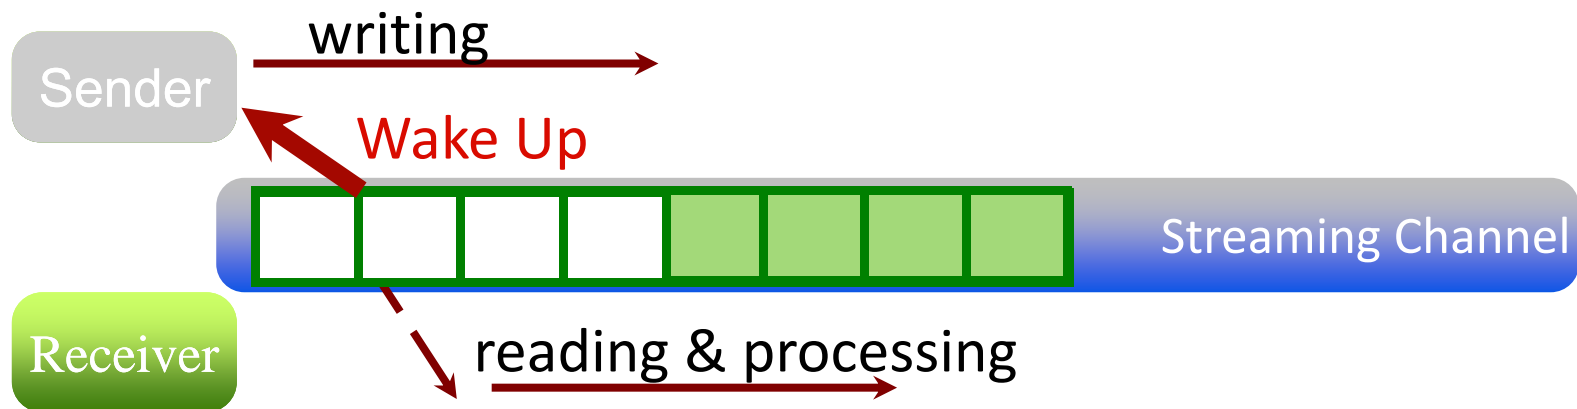 writing
Sender
Wake Up
Streaming Channel
Receiver
reading & processing